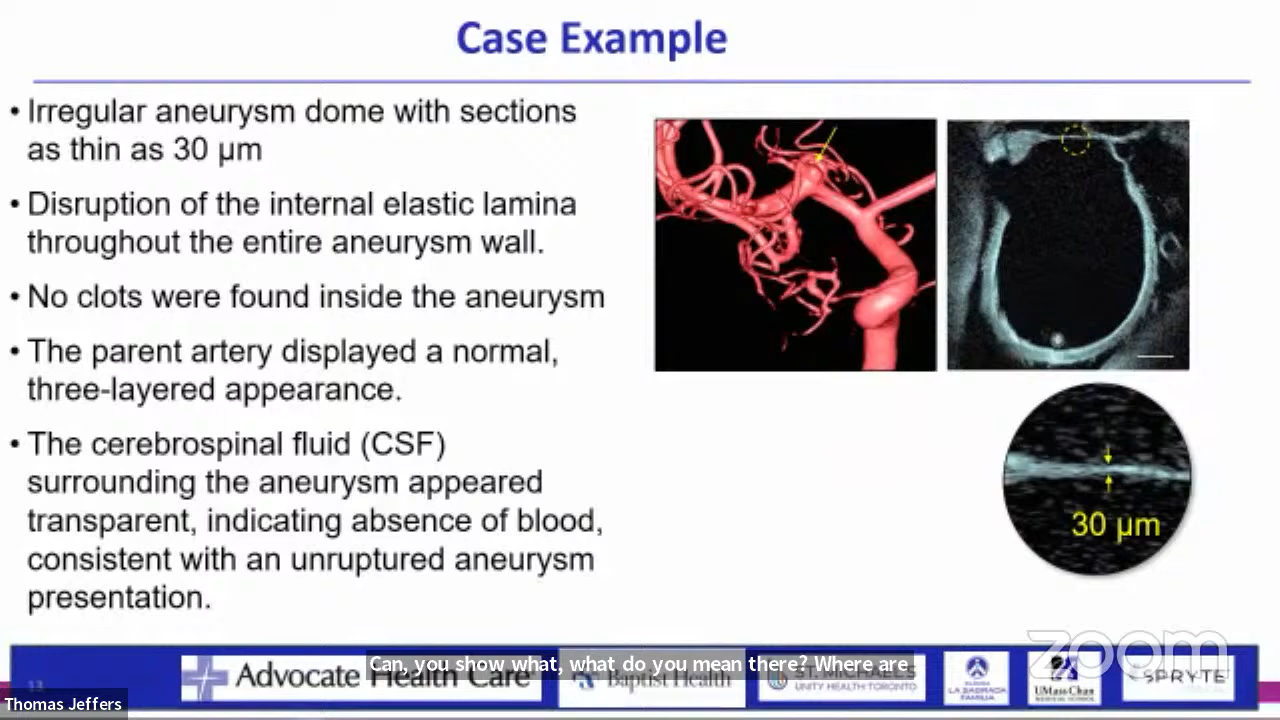 Case Example
• Irregular aneurysm dome with sections
as thin as 30 µm
• Disruption of the internal elastic lamina
throughout the entire aneurysm wall.
• No clots were found inside the aneurysm
• The parent artery displayed a normal,
three-layered appearance.
• The cerebrospinal fluid (CSF)
surrounding the aneurysm appeared
transparent, indicating absence of blood,
consistent with an unruptured aneurysm
presentation.
30 µm
zoom
Can, you show what, what do you mean there? Where are
13
Advocate Health Care
Baptist Health
ST. MICHAEL'S
UNITY HEALTH TORONTO
LA SAGRADA
FAMILIA
UMass Chan
MEDICAL SCHOOL
SPRYTE
Thomas Jeffers